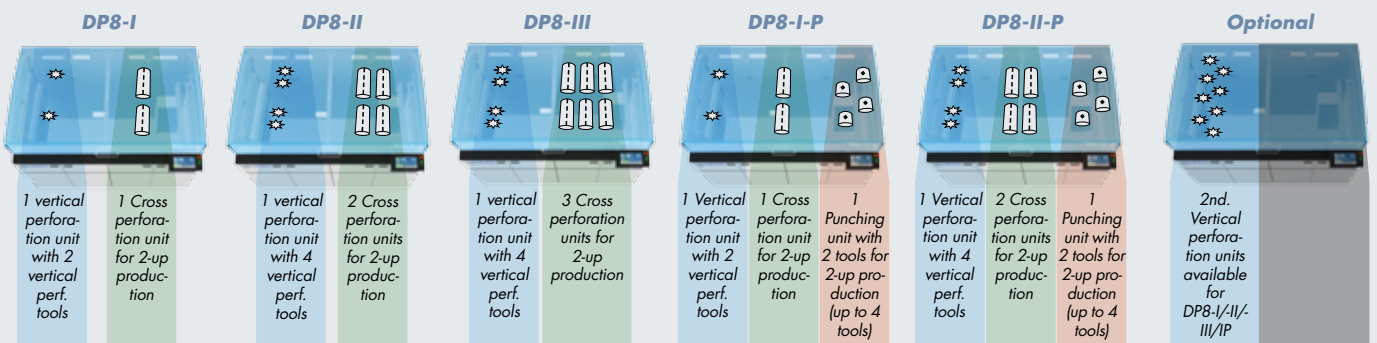 DP8-I
1 vertical
perfora-
tion unit
with 2
vertical
perf.
tools
1 Cross
perfora-
tion unit
for 2-up
produc-
tion
DP8-II
1 vertical
perfora-
tion unit
with 4
vertical
perf.
tools
2 Cross
perfora-
tion units
for 2-up
produc-
tion
DP8-III
1 vertical
perfora-
tion unit
with 4
vertical
perf.
tools
3 Cross
perforation
units for
2-up
production
DP8-I-P
1 Vertical
perfora-
tion unit
with 2
vertical
perf.
tools
1 Cross
perfora-
tion unit
for 2-up
produc-
tion
1
Punching
unit with
2 tools for
2-up pro-
duction
(up to 4
tools)
DP8-II-P
1 Vertical
perfora-
tion unit
with 4
vertical
perf.
tools
2 Cross
perfora-
tion units
for 2-up
produc-
tion
1
Punching
unit with
2 tools for
2-up pro-
duction
(up to 4
tools)
Optional
2nd.
Vertical
perfora-
tion units
available
for
DP8-I/-II/-
III/IP